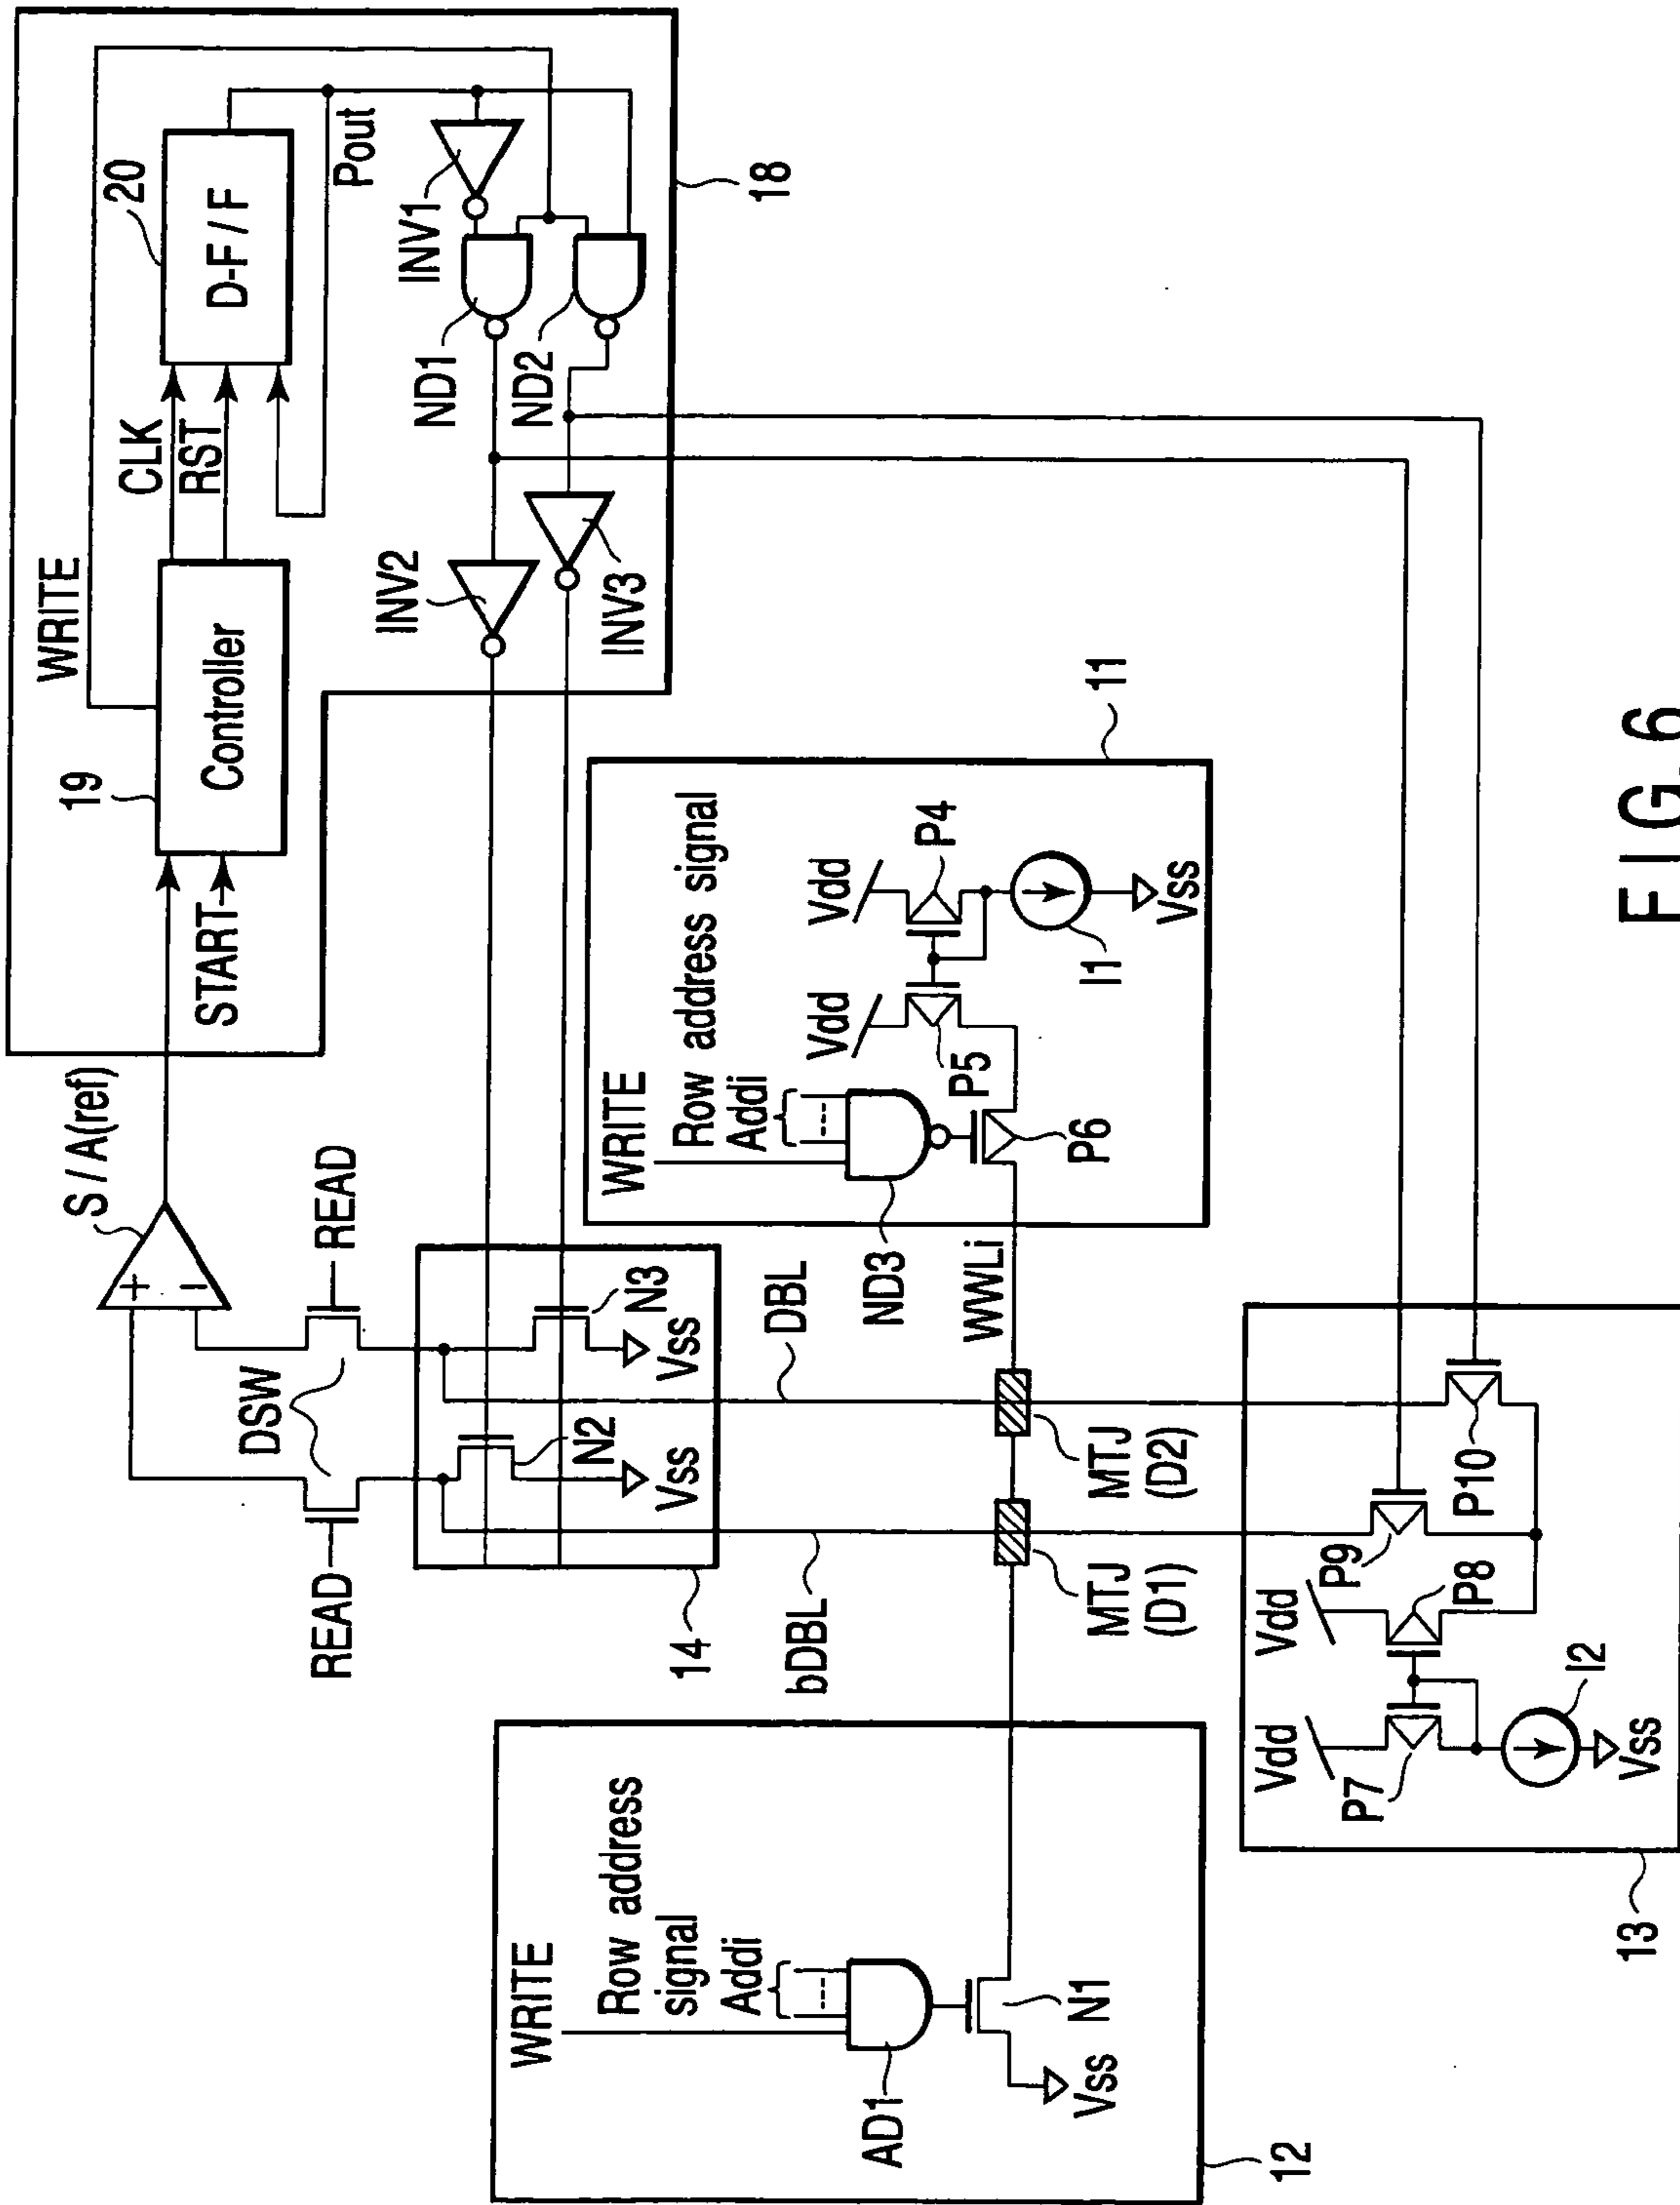 WRITE
19
Controller
CLK
RST
20
D-F / F
Pout
START
S / A(ref)
+
−
READ
READ
DSW
INV2
INV3
ND1
ND2
INV1
18
14
N2
Vss
N3
Vss
bDBL
DBL
WRITE
Row address
signal
Addi
AD1
N1
Vss
12
MTJ
(D1)
MTJ
(D2)
WWLi
WRITE
Row address signal
Addi
ND3
P6
Vdd
P5
Vdd
P4
I1
Vss
11
Vdd
P7
I2
Vss
Vdd
P8
P9
P10
13
FIG. 6